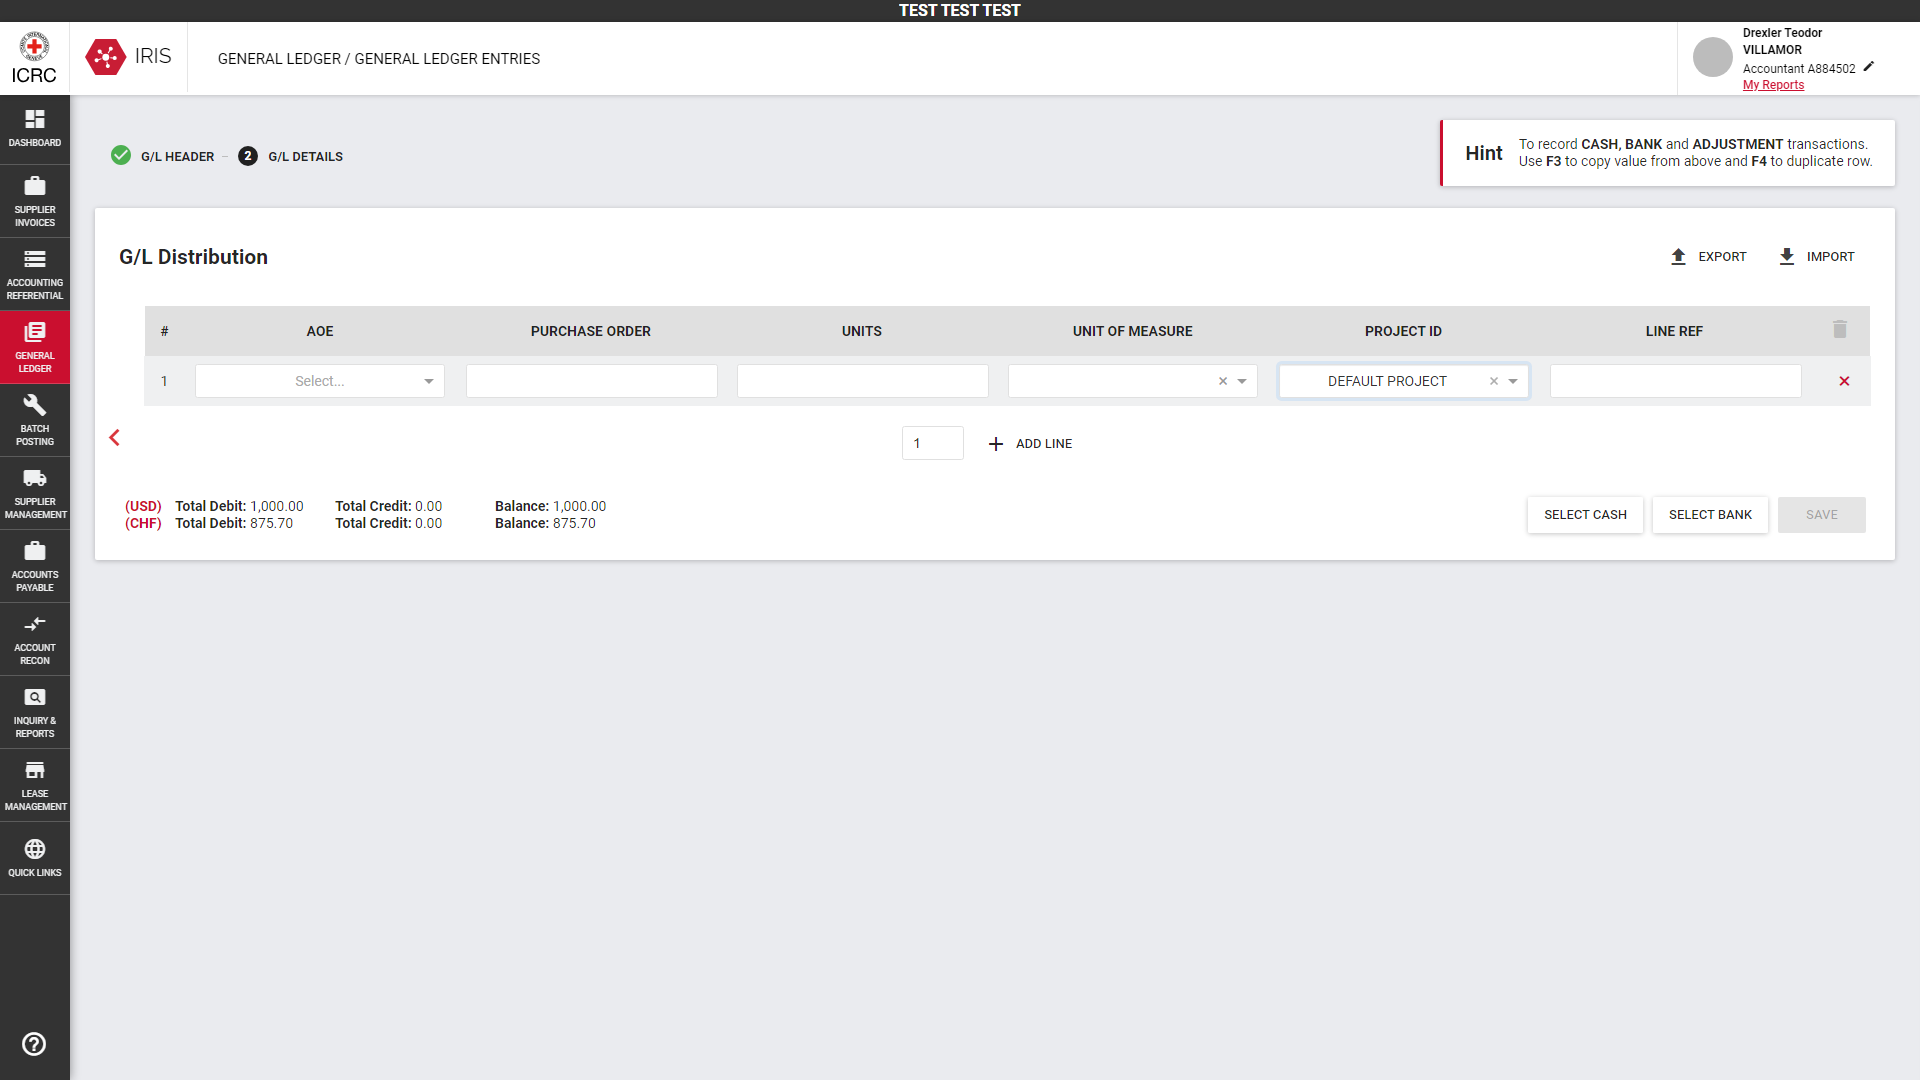 TEST TEST TEST
ICRC
IRIS
GENERAL LEDGER / GENERAL LEDGER ENTRIES
Drexler Teodor
VILLAMOR
Accountant A884502
My Reports
DASHBOARD
SUPPLIER
INVOICES
ACCOUNTING
REFERENTIAL
GENERAL
LEDGER
BATCH
POSTING
SUPPLIER
MANAGEMENT
ACCOUNTS
PAYABLE
ACCOUNT
RECON
INQUIRY &
REPORTS
LEASE
MANAGEMENT
QUICK LINKS
G/L HEADER
2 G/L DETAILS
Hint
To record CASH, BANK and ADJUSTMENT transactions.
Use F3 to copy value from above and F4 to duplicate row.
G/L Distribution
EXPORT
IMPORT
# AOE PURCHASE ORDER UNITS UNIT OF MEASURE PROJECT ID LINE REF
1 Select... DEFAULT PROJECT
1 ADD LINE
(USD) Total Debit: 1,000.00 Total Credit: 0.00 Balance: 1,000.00
(CHF) Total Debit: 875.70 Total Credit: 0.00 Balance: 875.70
SELECT CASH
SELECT BANK
SAVE